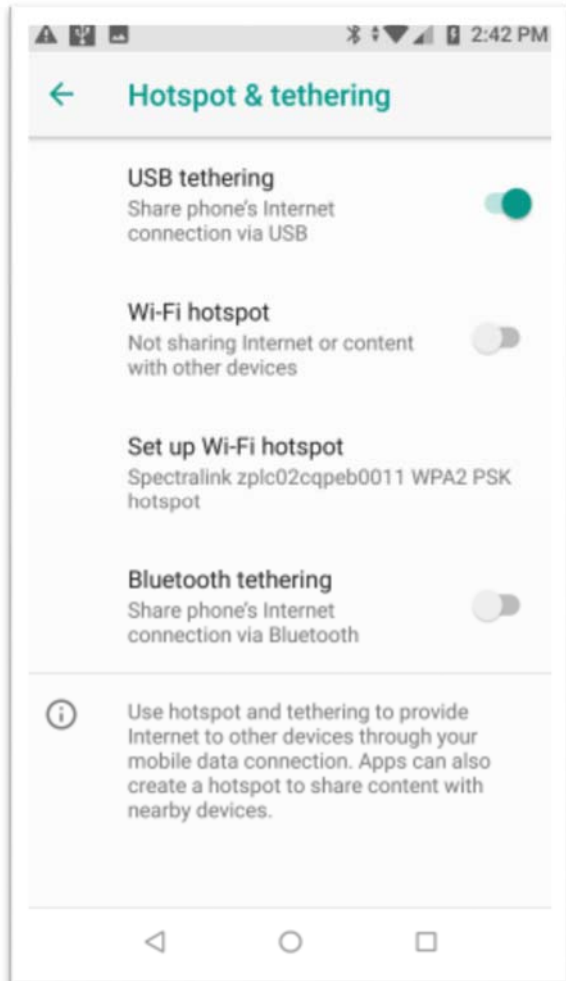 2:42 PM
Hotspot & tethering
USB tethering
Share phone's Internet
connection via USB
Wi-Fi hotspot
Not sharing Internet or content
with other devices
Set up Wi-Fi hotspot
Spectralink zplc02cqpeb0011 WPA2 PSK
hotspot
Bluetooth tethering
Share phone's Internet
connection via Bluetooth
Use hotspot and tethering to provide
Internet to other devices through your
mobile data connection. Apps can also
create a hotspot to share content with
nearby devices.